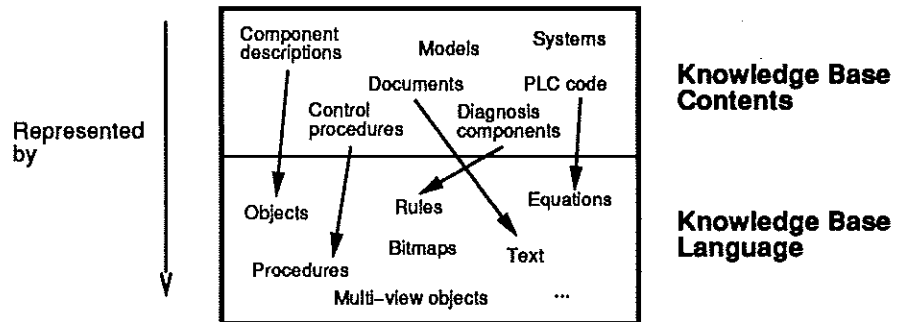 Component
descriptions
Models
Systems
Documents
PLC code
Control
procedures
Diagnosis
components
Knowledge Base
Contents
Represented
by
Objects
Rules
Equations
Bitmaps
Text
Procedures
Multi-view objects
...
Knowledge Base
Language